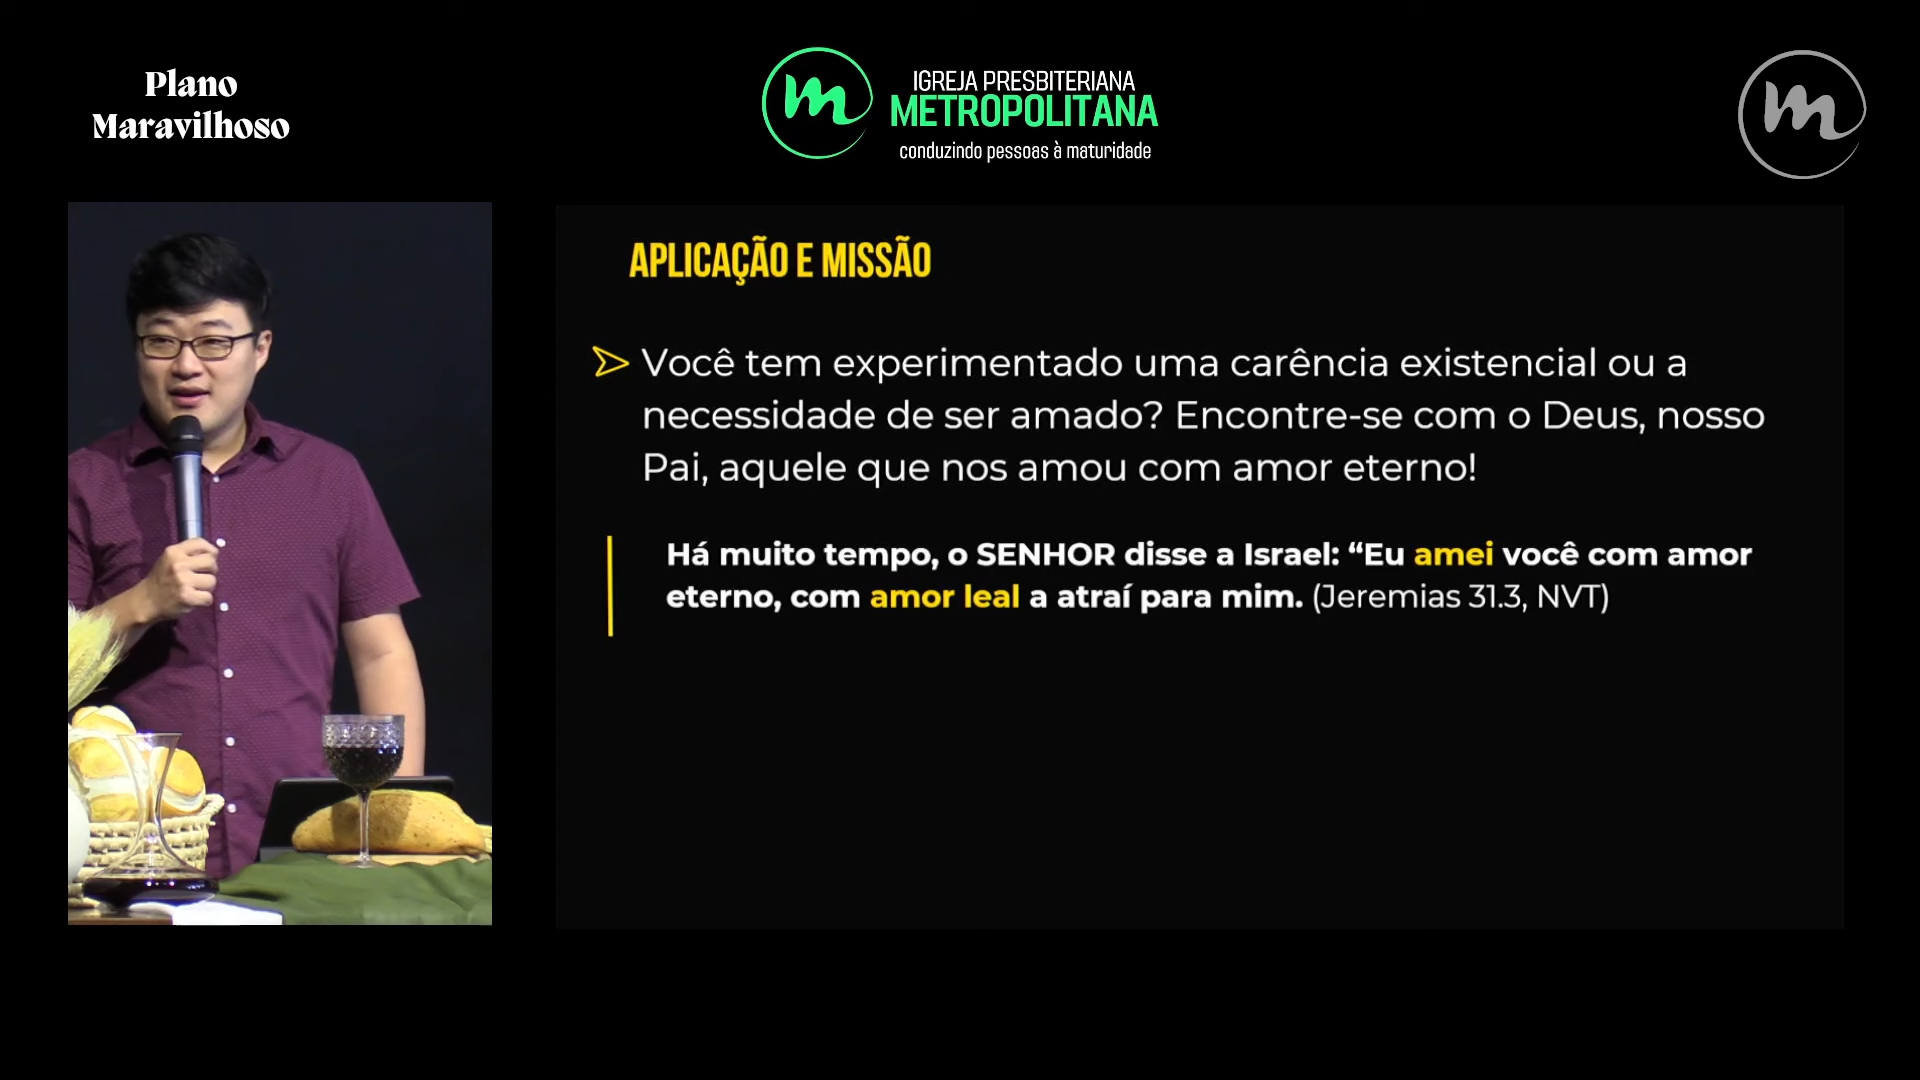 Plano
Maravilhoso
IGREJA PRESBITERIANA
METROPOLITANA
conduzindo pessoas à maturidade
m
m
APLICAÇÃO E MISSÃO
Você tem experimentado uma carência existencial ou a
necessidade de ser amado? Encontre-se com o Deus, nosso
Pai, aquele que nos amou com amor eterno!
Há muito tempo, o SENHOR disse a Israel: “Eu amei você com amor
eterno, com amor leal a atraí para mim. (Jeremias 31.3, NVT)